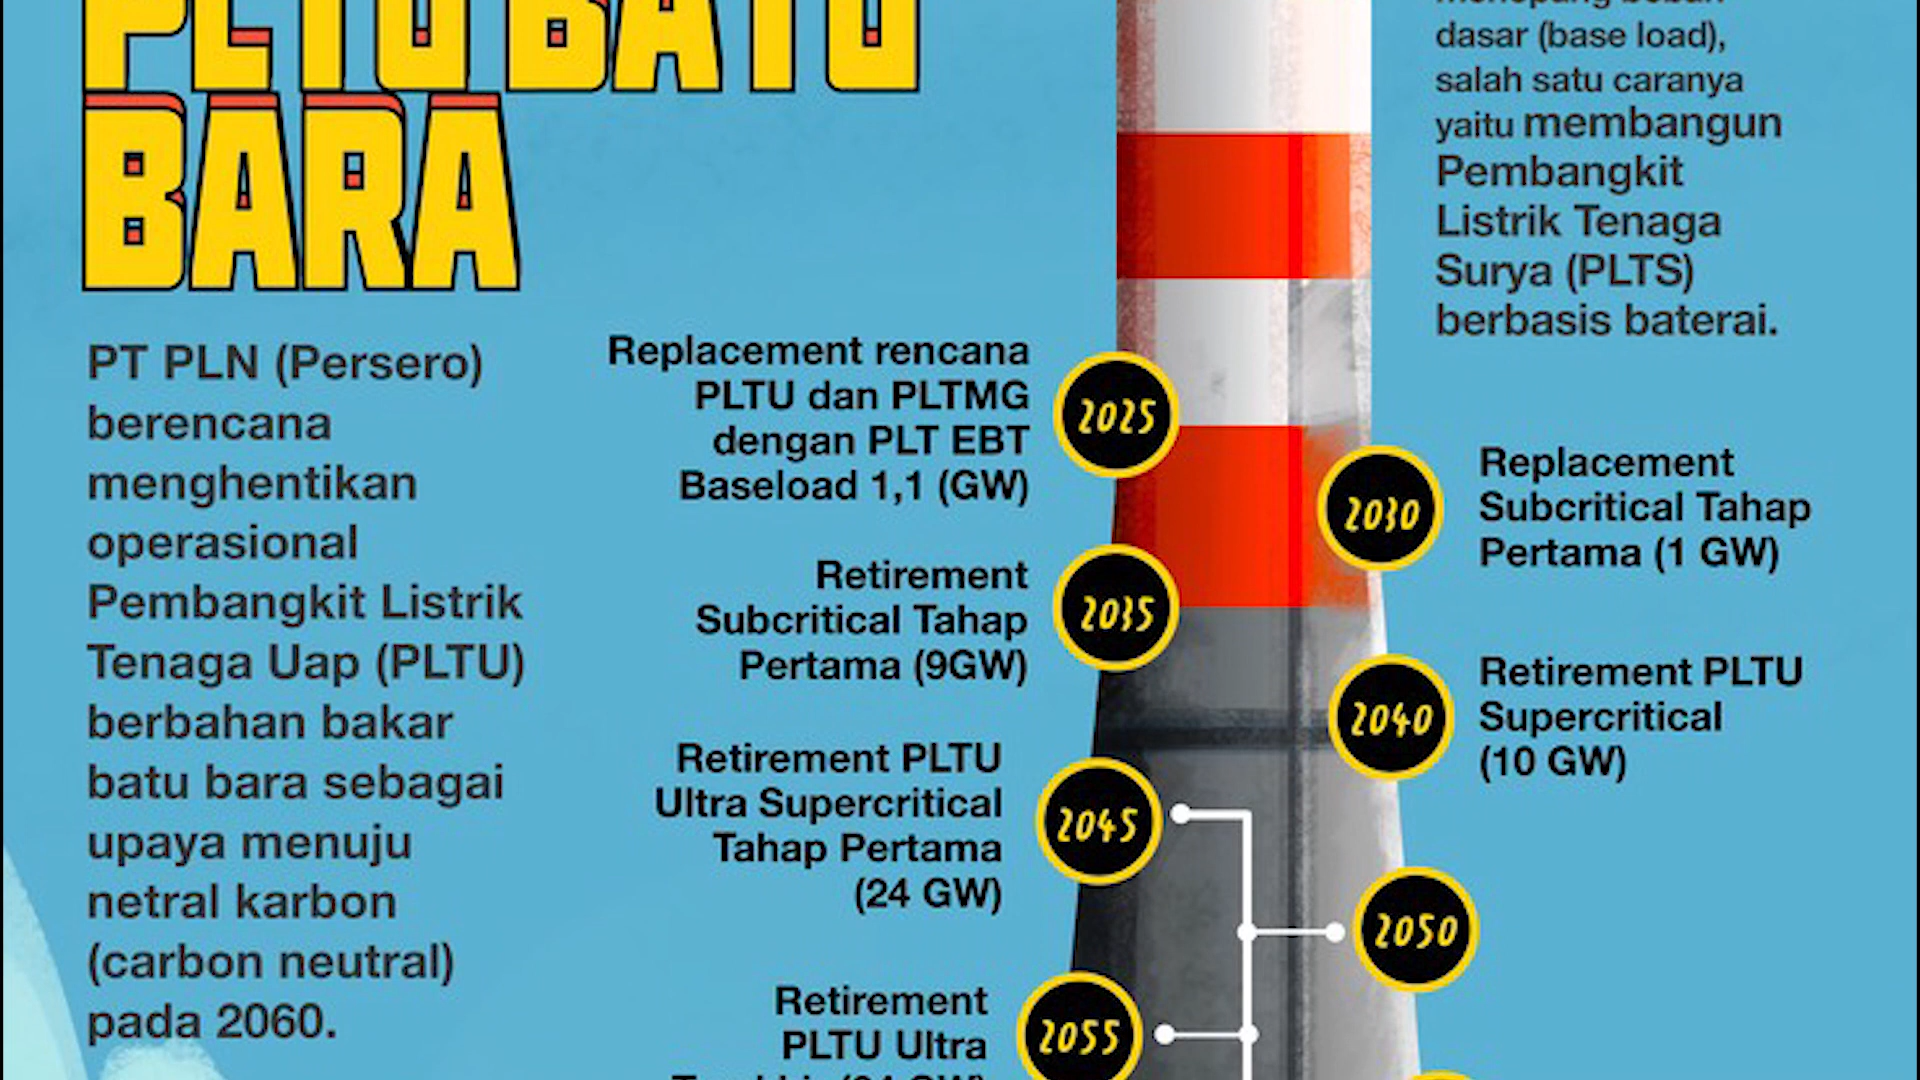 PLTU BATU
BARA
PT PLN (Persero)
berencana
menghentikan
operasional
Pembangkit Listrik
Tenaga Uap (PLTU)
berbahan bakar
batu bara sebagai
upaya menuju
netral karbon
(carbon neutral)
pada 2060.
menopang beban
dasar (base load),
salah satu caranya
yaitu membangun
Pembangkit
Listrik Tenaga
Surya (PLTS)
berbasis baterai.
Replacement rencana
PLTU dan PLTMG
dengan PLT EBT
Baseload 1,1 (GW)
2025
2030
Replacement
Subcritical Tahap
Pertama (1 GW)
Retirement
Subcritical Tahap
Pertama (9GW)
2035
2040
Retirement PLTU
Supercritical
(10 GW)
Retirement PLTU
Ultra Supercritical
Tahap Pertama
(24 GW)
2045
2050
Retirement
PLTU Ultra
2055